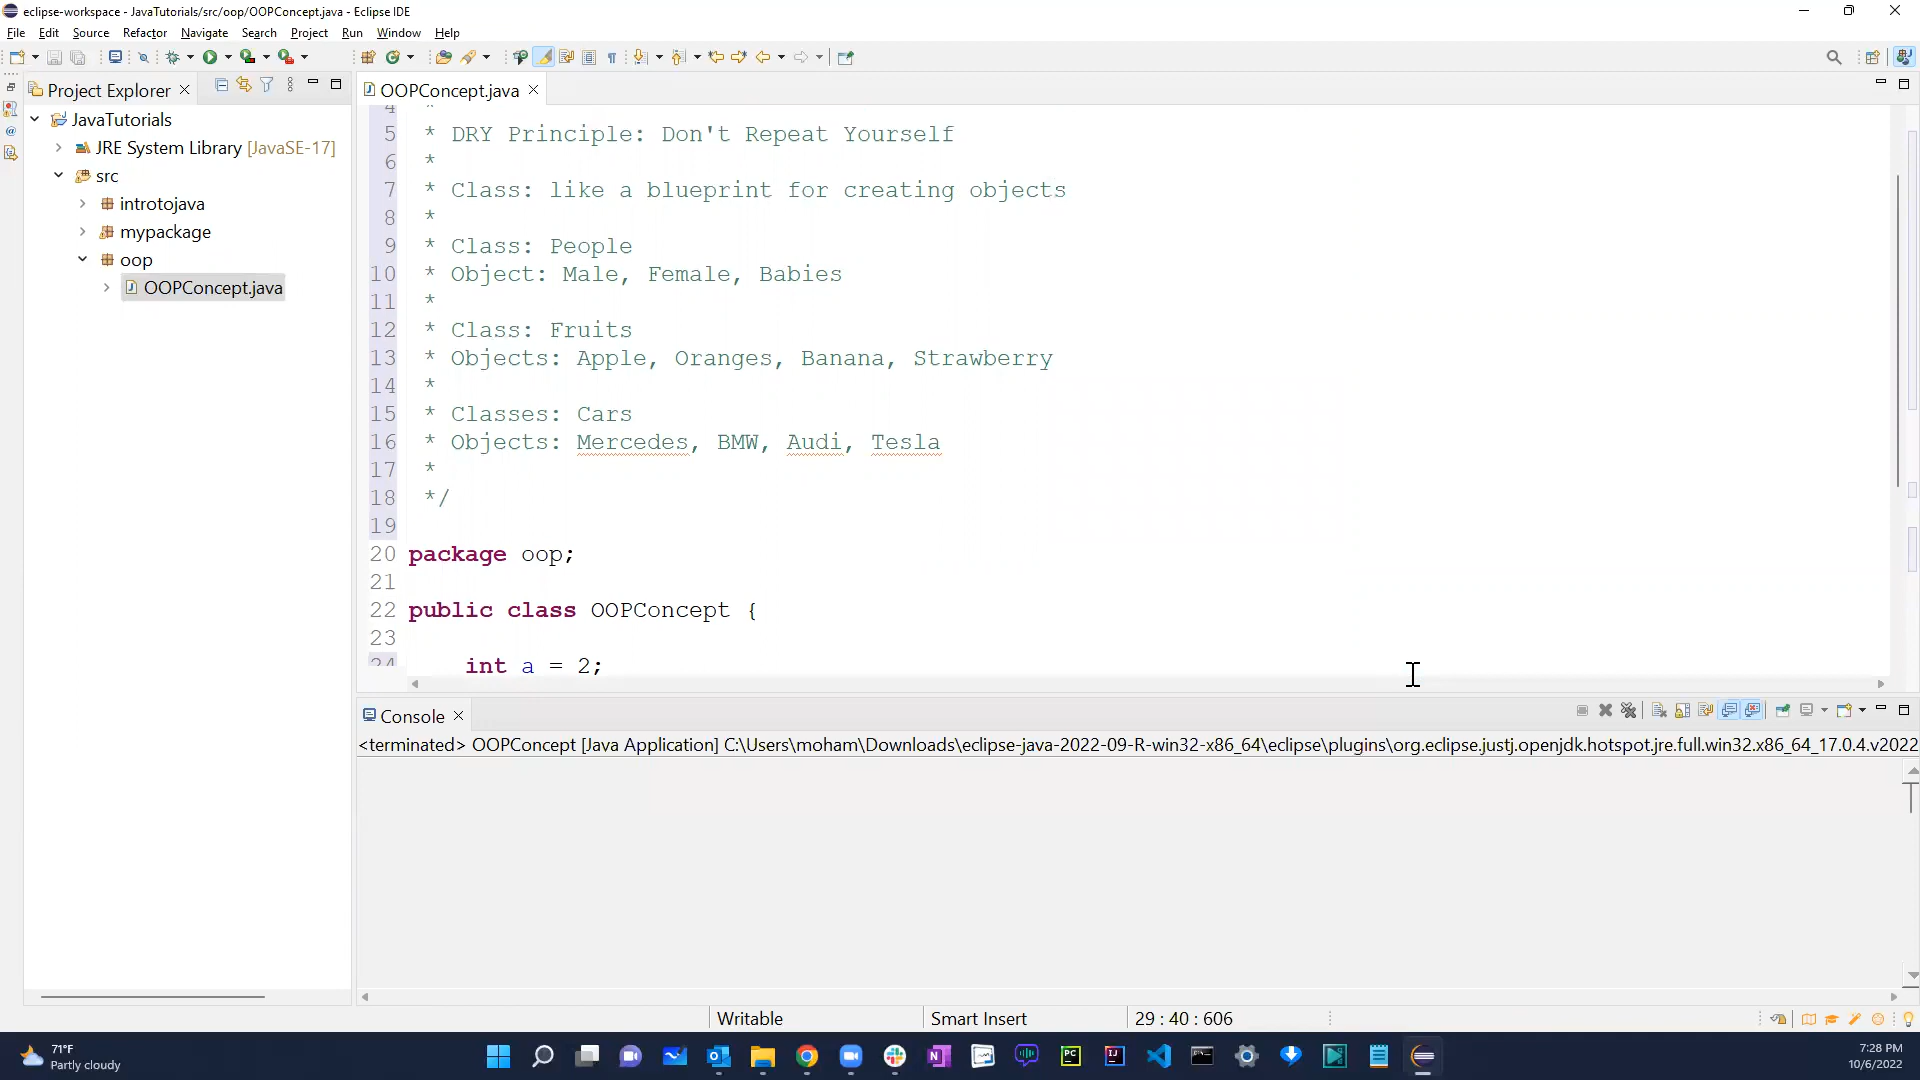 eclipse-workspace - JavaTutorials/src/oop/OOPConcept.java - Eclipse IDE
File Edit Source Refactor Navigate Search Project Run Window Help
Project Explorer
OOPConcept.java
JavaTutorials
JRE System Library [JavaSE-17]
src
introtojava
mypackage
oop
OOPConcept.java
4 *
5 * DRY Principle: Don't Repeat Yourself
6 *
7 * Class: like a blueprint for creating objects
8 *
9 * Class: People
10 * Object: Male, Female, Babies
11 *
12 * Class: Fruits
13 * Objects: Apple, Oranges, Banana, Strawberry
14 *
15 * Classes: Cars
16 * Objects: Mercedes, BMW, Audi, Tesla
17 *
18 */
19
20 package oop;
21
22 public class OOPConcept {
23
24 int a = 2;
Console
<terminated> OOPConcept [Java Application] C:\Users\moham\Downloads\eclipse-java-2022-09-R-win32-x86_64\eclipse\plugins\org.eclipse.justj.openjdk.hotspot.jre.full.win32.x86_64_17.0.4.v2022
Writable Smart Insert 29 : 40 : 606
71°F
Partly cloudy
7:28 PM
10/6/2022